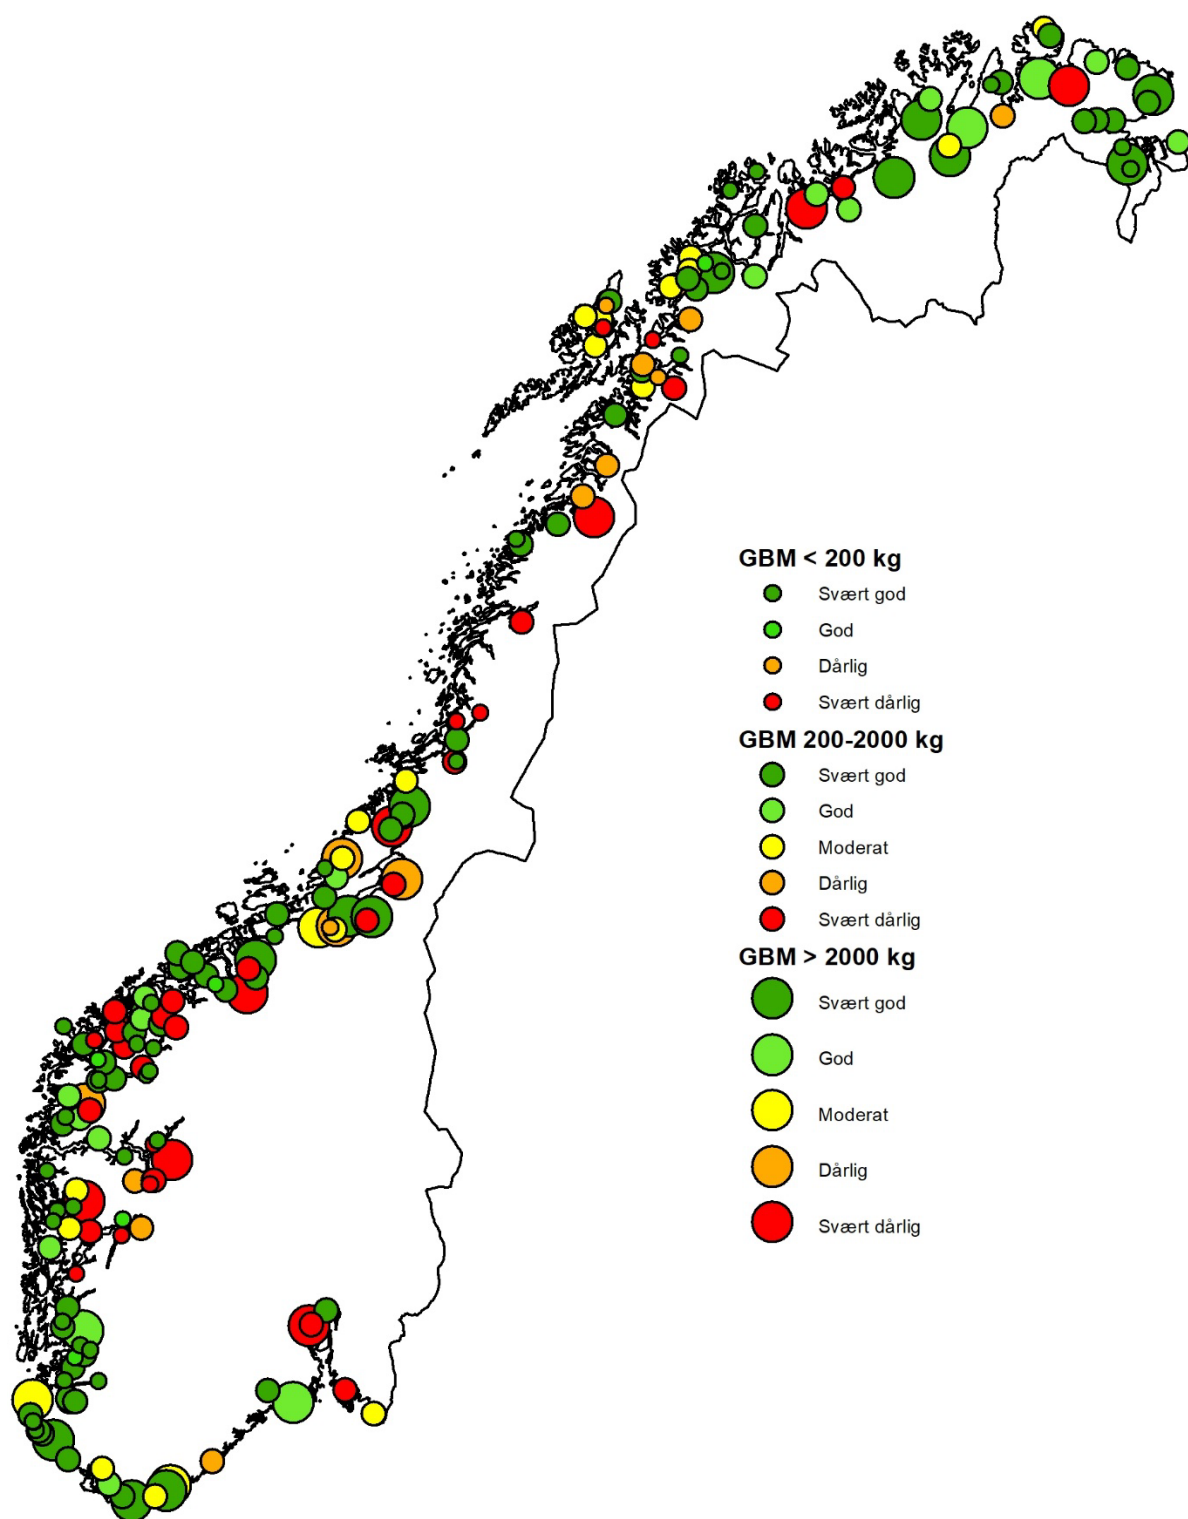 GBM < 200 kg
Svært god
God
Dårlig
Svært dårlig
GBM 200-2000 kg
Svært god
God
Moderat
Dårlig
Svært dårlig
GBM > 2000 kg
Svært god
God
Moderat
Dårlig
Svært dårlig